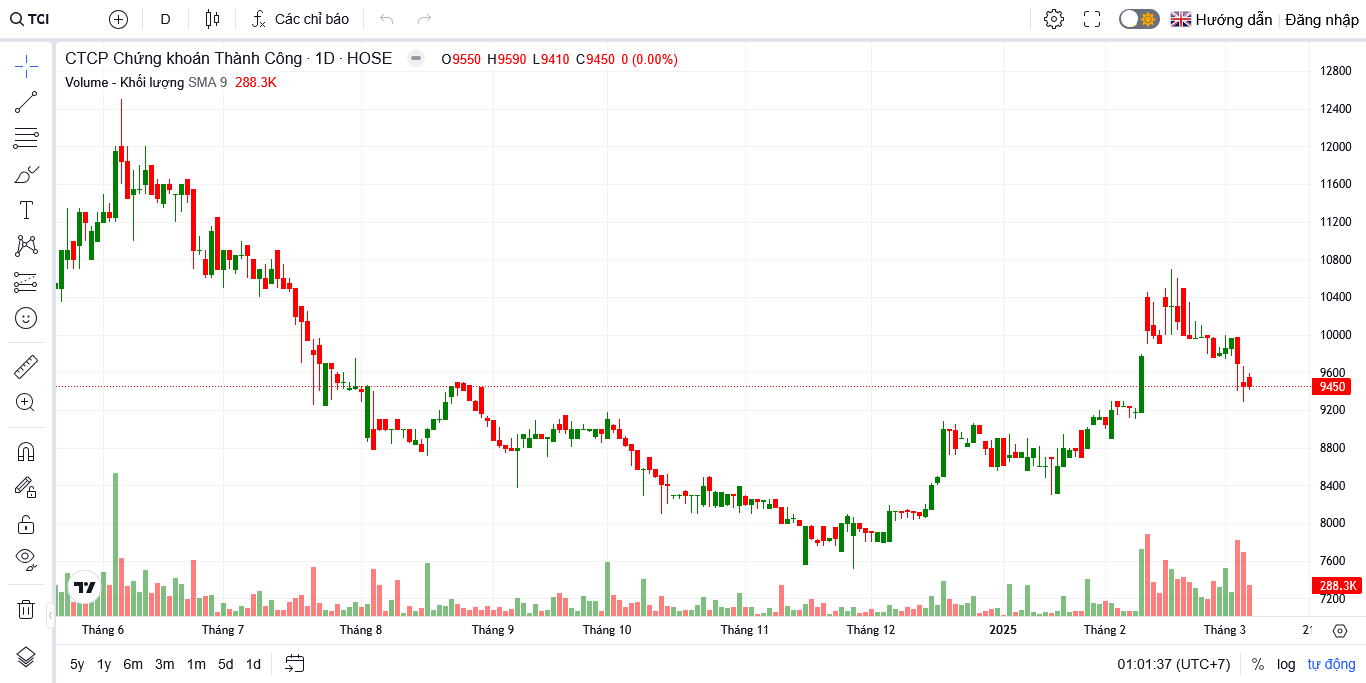 TCI D Các chỉ báo Hướng dẫn Đăng nhập
CTCP Chứng khoán Thành Công · 1D · HOSE O9550 H9590 L9410 C9450 0 (0.00%)
Volume - Khối lượng SMA 9 288.3K
12800
12400
12000
11600
11200
10800
10400
10000
9600
9450
9200
8800
8400
8000
7600
288.3K
7200
Tháng 6 Tháng 7 Tháng 8 Tháng 9 Tháng 10 Tháng 11 Tháng 12 2025 Tháng 2 Tháng 3
5y 1y 6m 3m 1m 5d 1d 01:01:37 (UTC+7) % log tự động